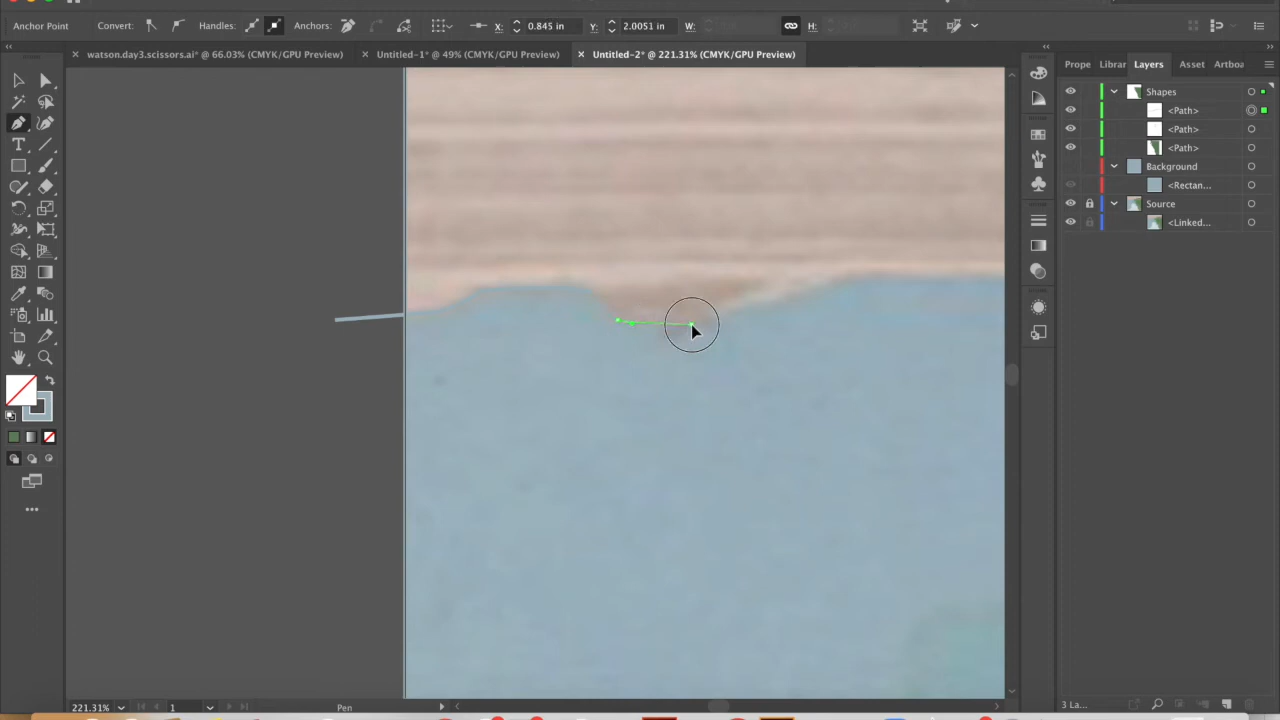 Anchor Point Convert: Handles: Anchors: X: 0.845 in Y: 2.0051 in W: H:
watson.day3.scissors.ai* @ 66.03% (CMYK/GPU Preview) Untitled-1* @ 49% (CMYK/GPU Preview) Untitled-2* @ 221.31% (CMYK/GPU Preview)
Prope Librar Layers Asset Artboa
Shapes
<Path>
<Path>
<Path>
Background
<Rectan...
Source
<Linked...
221.31% 1 Pen
3 La...